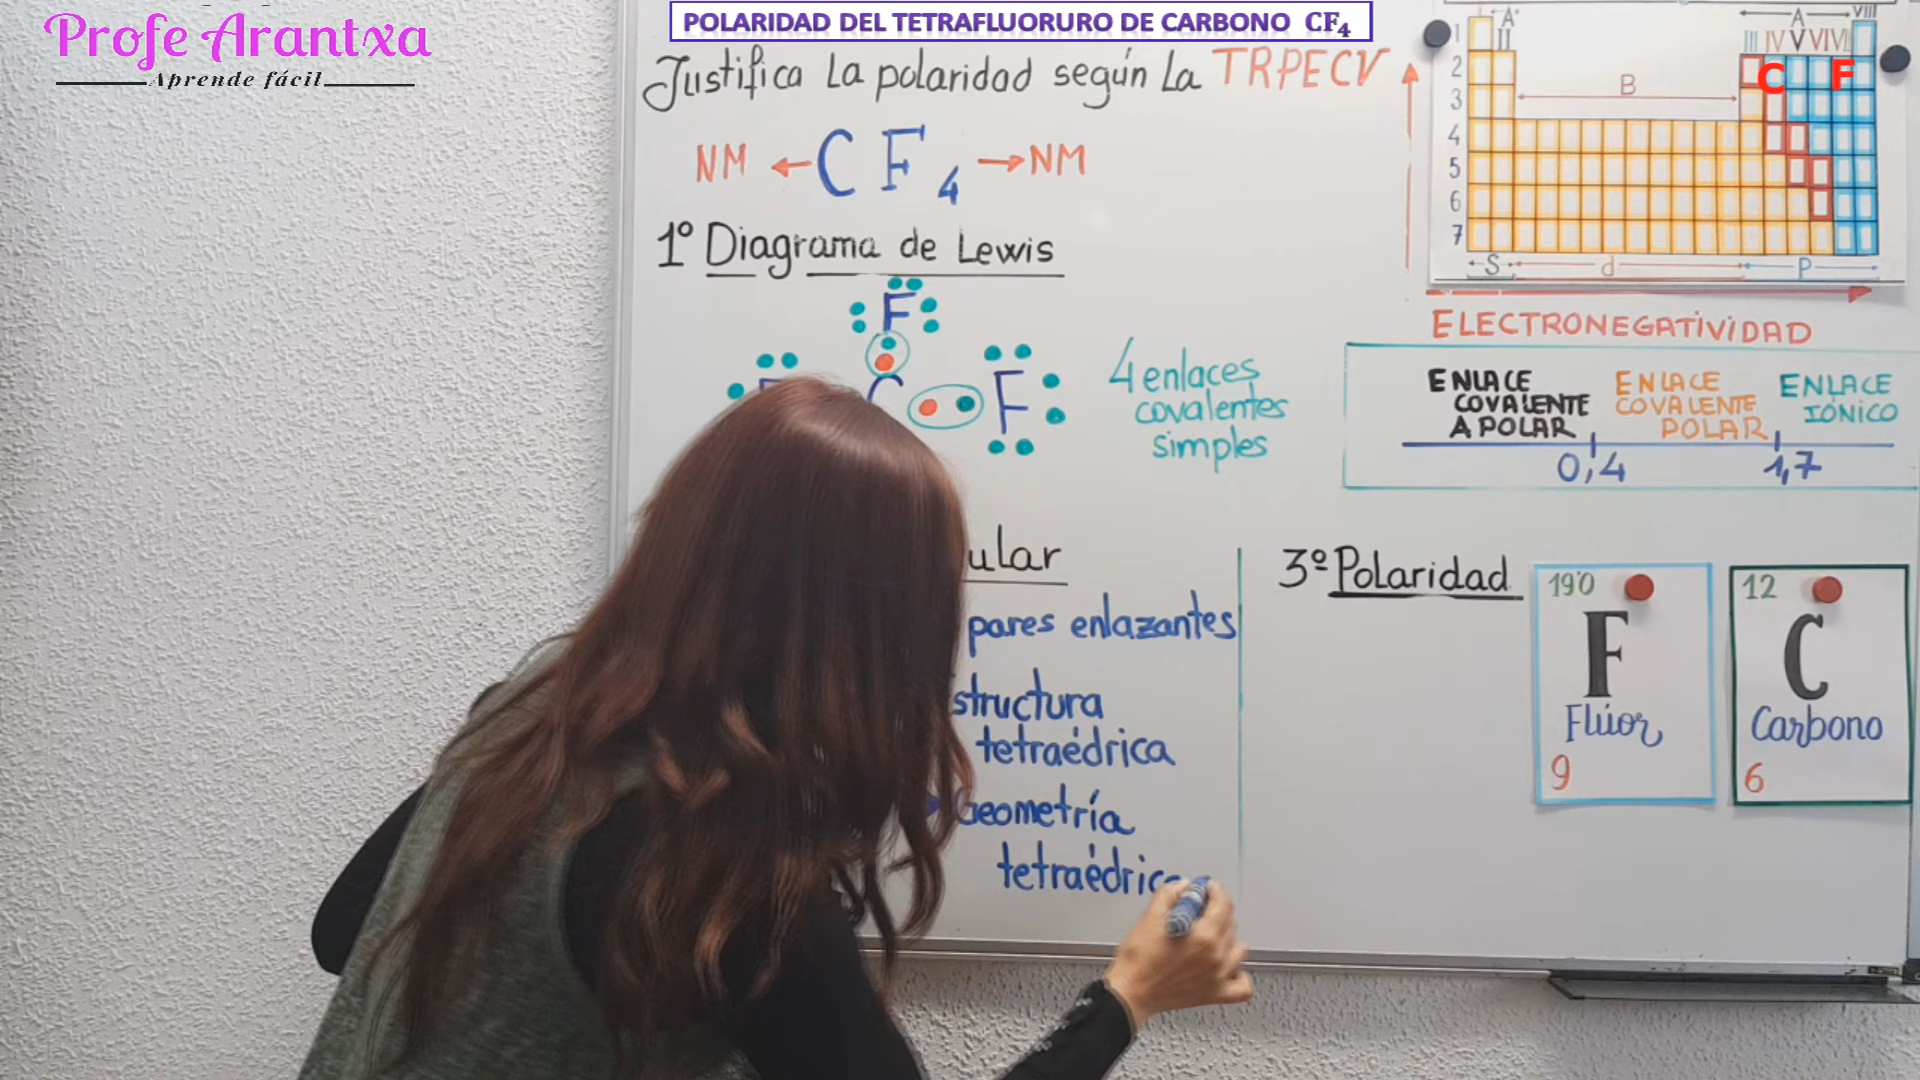 Profe Arantxa
Aprende fácil
POLARIDAD DEL TETRAFLUORURO DE CARBONO CF₄
Justifica la polaridad según la TRPECV
NM ← CF₄ → NM
1º Diagrama de Lewis
F
F
C
F
4 enlaces
covalentes
simples
ular
pares enlazantes
structura
tetraédrica
Geometría
tetraédrica
3º Polaridad
19'0
F
Flúor
9
12
C
Carbono
6
A
II
A
VIII
III IV V VI VII
1
2
3
4
5
6
7
B
C
F
S
d
P
ELECTRONEGATIVIDAD
ENLACE
COVALENTE
APOLAR
ENLACE
COVALENTE
POLAR
ENLACE
IÓNICO
0,4
1,7